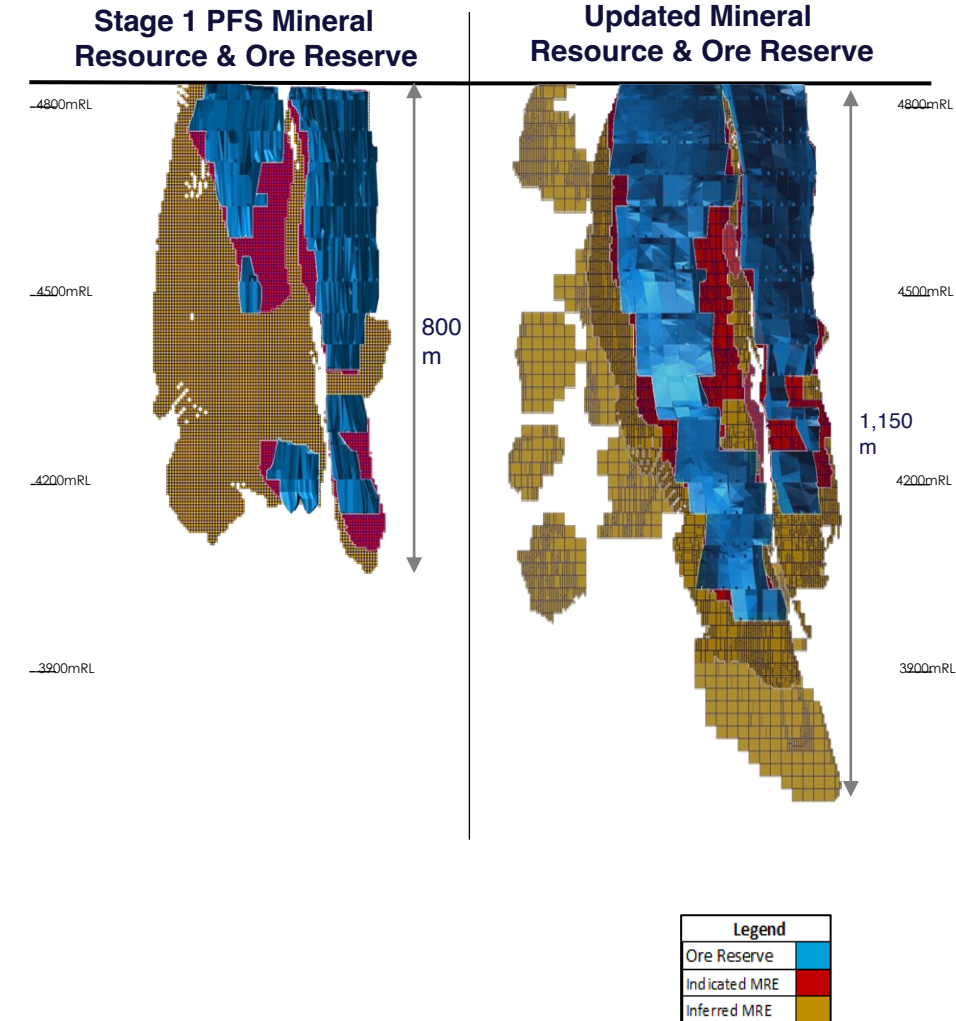 Stage 1 PFS Mineral
Resource & Ore Reserve
Updated Mineral
Resource & Ore Reserve
4800mRL
4800mRL
4500mRL
4500mRL
800
m
1,150
m
4200mRL
4200mRL
3900mRL
3900mRL
Legend
Ore Reserve
Indicated MRE
Inferred MRE